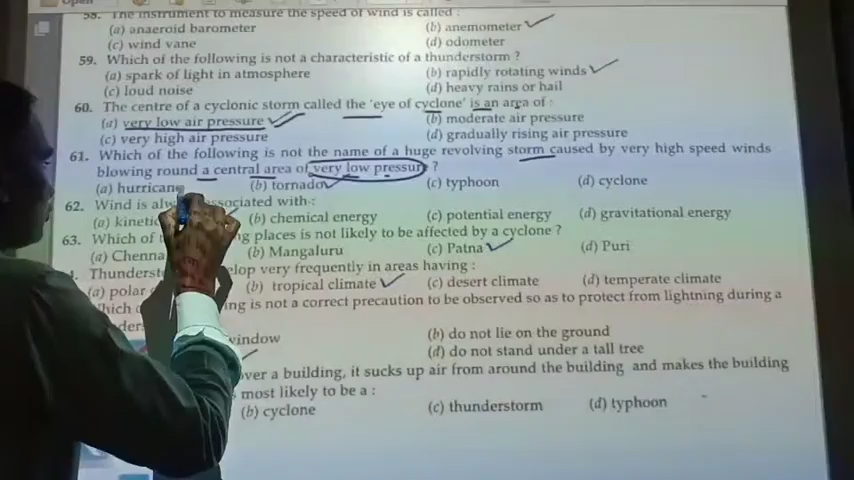 58. The instrument to measure the speed of wind is called :
(a) anaeroid barometer (b) anemometer
(c) wind vane (d) odometer
59. Which of the following is not a characteristic of a thunderstorm ?
(a) spark of light in atmosphere (b) rapidly rotating winds
(c) loud noise (d) heavy rains or hail
60. The centre of a cyclonic storm called the 'eye of cyclone' is an area of :
(a) very low air pressure (b) moderate air pressure
(c) very high air pressure (d) gradually rising air pressure
61. Which of the following is not the name of a huge revolving storm caused by very high speed winds
blowing round a central area of very low pressure ?
(a) hurricane (b) tornado (c) typhoon (d) cyclone
62. Wind is associated with :
(a) (b) chemical energy (c) potential energy (d) gravitational energy
63. Which of places is not likely to be affected by a cyclone ?
(a) (b) Mangaluru (c) Patna (d) Puri
very frequently in areas having :
(a) polar (b) tropical climate (c) desert climate (d) temperate climate
is not a correct precaution to be observed so as to protect from lightning during a
window (b) do not lie on the ground
(d) do not stand under a tall tree
over a building, it sucks up air from around the building and makes the building
most likely to be a :
(b) cyclone (c) thunderstorm (d) typhoon